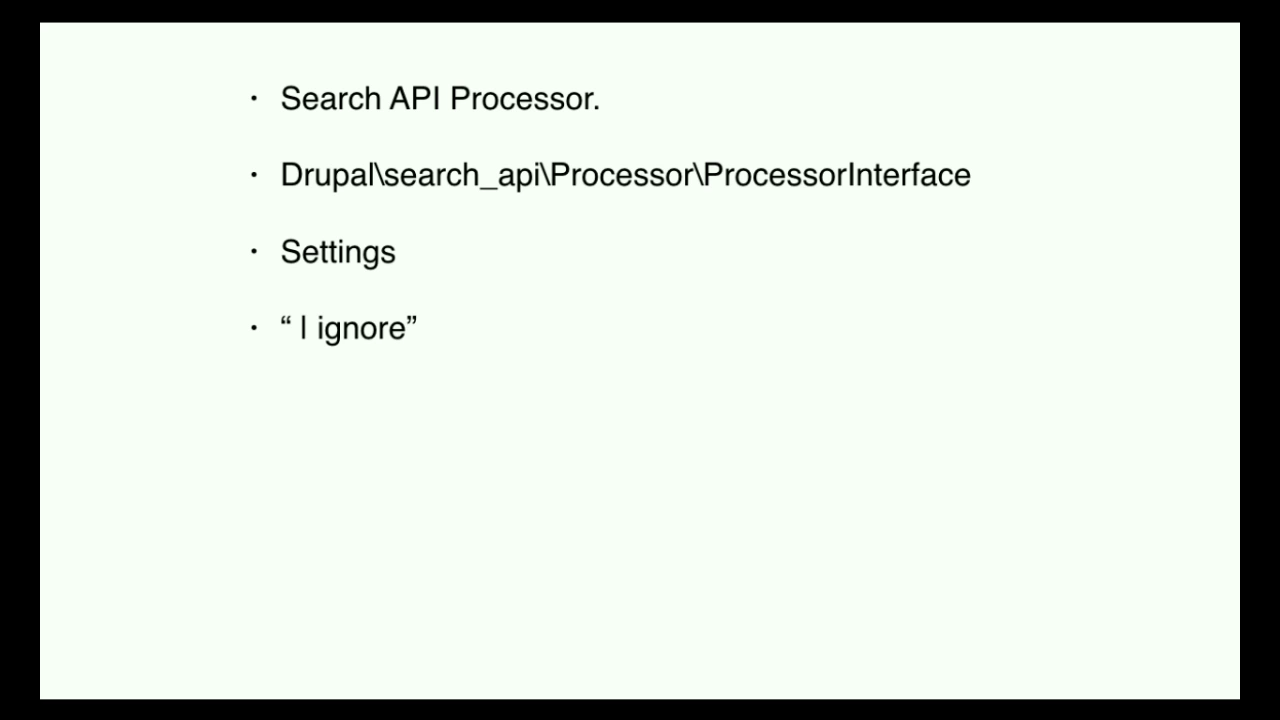 • Search API Processor.
• Drupal\search_api\Processor\ProcessorInterface
• Settings
• “ I ignore”